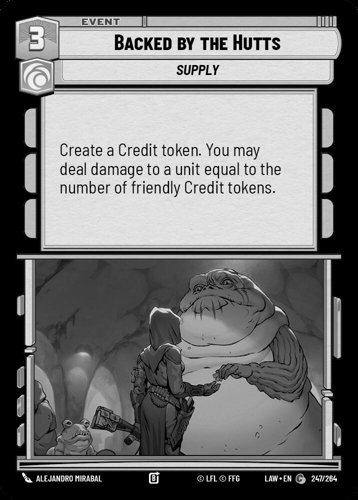 EVENT
3
BACKED BY THE HUTTS
SUPPLY
Create a Credit token. You may
deal damage to a unit equal to the
number of friendly Credit tokens.
ALEJANDRO MIRABAL
© LFL © FFG
LAW • EN
247/264